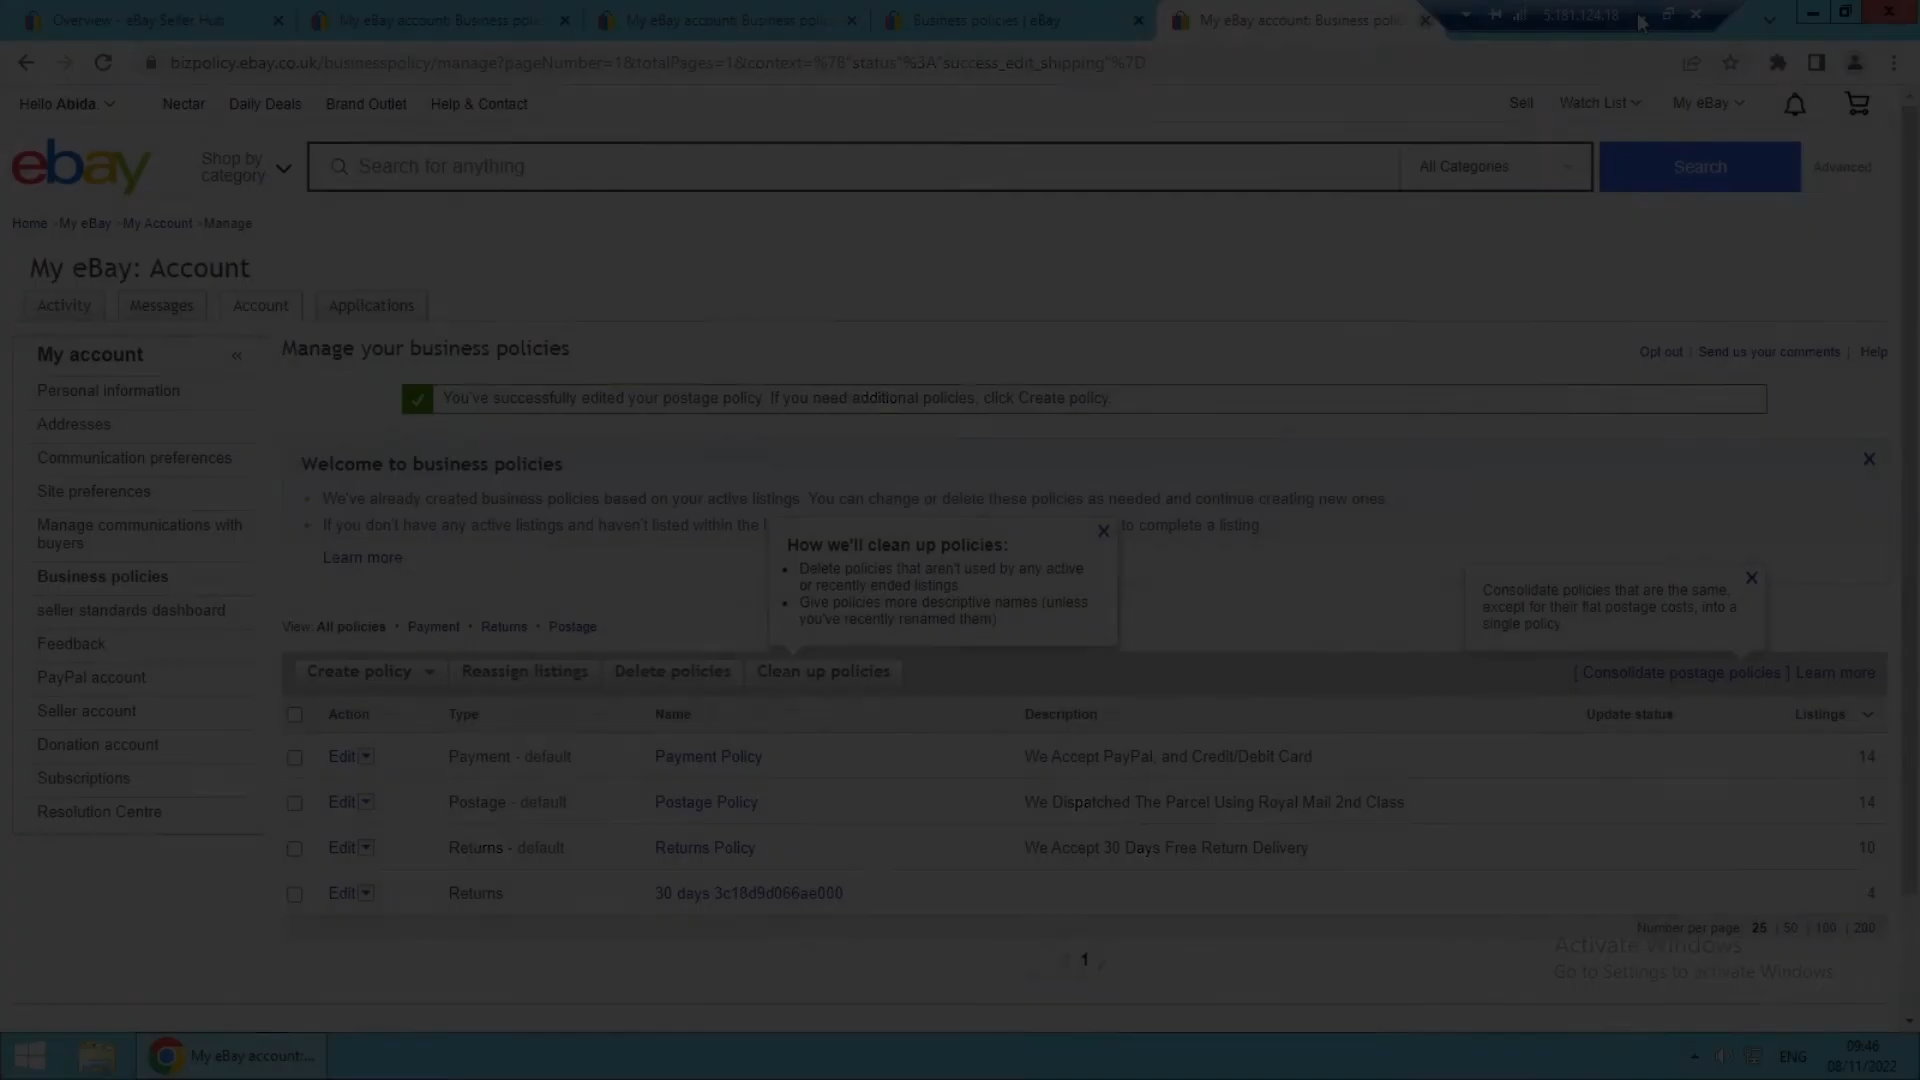 Overview - eBay Seller Hub
My eBay account: Business polic
My eBay account: Business polic
Business policies | eBay
My eBay account: Business polic
5.181.124.18
bizpolicy.ebay.co.uk/businesspolicy/manage?pageNumber=1&totalPages=1&context=%7B"status"%3A"success_edit_shipping"%7D
Hello Abida
Nectar
Daily Deals
Brand Outlet
Help & Contact
Sell
Watch List
My eBay
ebay
Shop by category
Search for anything
All Categories
Search
Advanced
Home > My eBay > My Account > Manage
My eBay: Account
Activity
Messages
Account
Applications
My account
«
Personal information
Addresses
Communication preferences
Site preferences
Manage communications with
buyers
Business policies
seller standards dashboard
Feedback
PayPal account
Seller account
Donation account
Subscriptions
Resolution Centre
Manage your business policies
Opt out | Send us your comments | Help
You've successfully edited your postage policy. If you need additional policies, click Create policy.
Welcome to business policies
We've already created business policies based on your active listings. You can change or delete these policies as needed and continue creating new ones.
If you don't have any active listings and haven't listed within the l
to complete a listing
Learn more
How we'll clean up policies:
Delete policies that aren't used by any active
or recently ended listings
Give policies more descriptive names (unless
you've recently renamed them)
Consolidate policies that are the same,
except for their flat postage costs, into a
single policy.
View: All policies • Payment • Returns • Postage
Create policy
Reassign listings
Delete policies
Clean up policies
[ Consolidate postage policies ] Learn more
Action
Type
Name
Description
Update status
Listings
Edit
Payment - default
Payment Policy
We Accept PayPal, and Credit/Debit Card
14
Edit
Postage - default
Postage Policy
We Dispatched The Parcel Using Royal Mail 2nd Class
14
Edit
Returns - default
Returns Policy
We Accept 30 Days Free Return Delivery
10
Edit
Returns
30 days 3c18d9d066ae000
4
Number per page: 25 | 50 | 100 | 200
1
Activate Windows
Go to Settings to activate Windows
My eBay account:...
ENG
09:46
08/11/2022